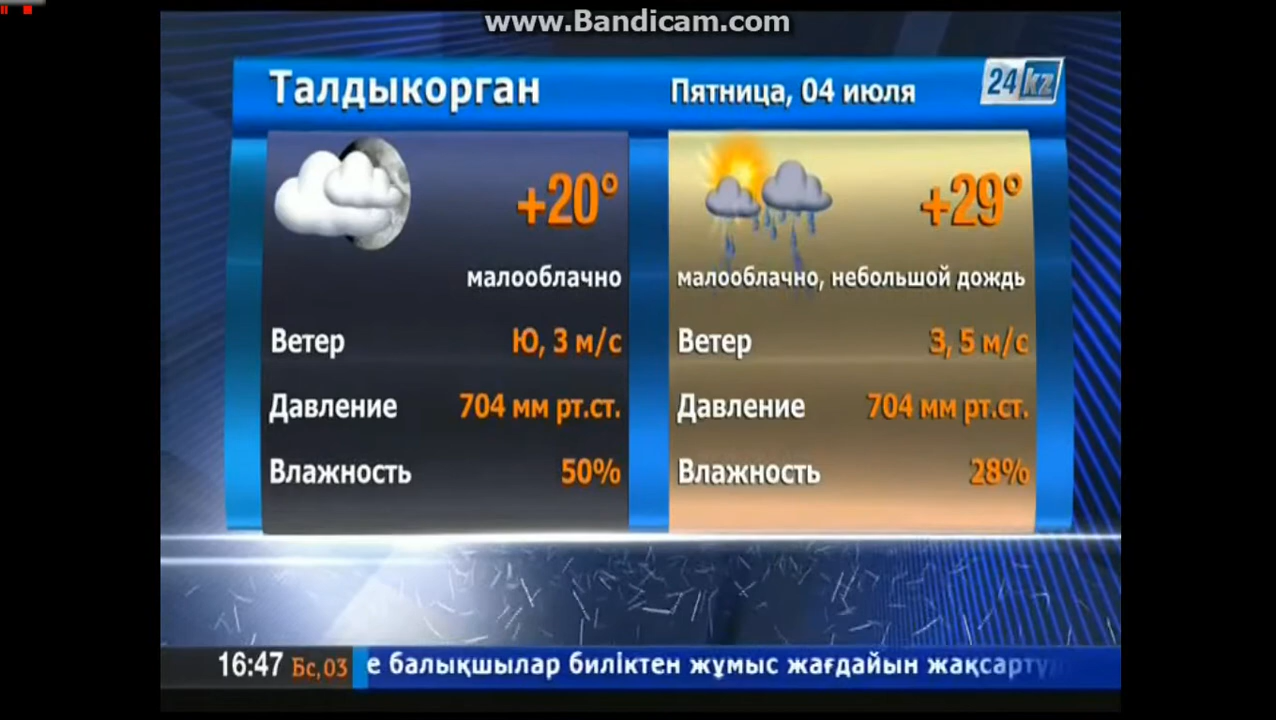 www.Bandicam.com
Талдыкорган
Пятница, 04 июля
24 kz
+20°
малооблачно
Ветер Ю, 3 м/с
Давление 704 мм рт.ст.
Влажность 50%
+29°
малооблачно, небольшой дождь
Ветер З, 5 м/с
Давление 704 мм рт.ст.
Влажность 28%
16:47 Бс, 03 е балықшылар биліктен жұмыс жағдайын жақсарту